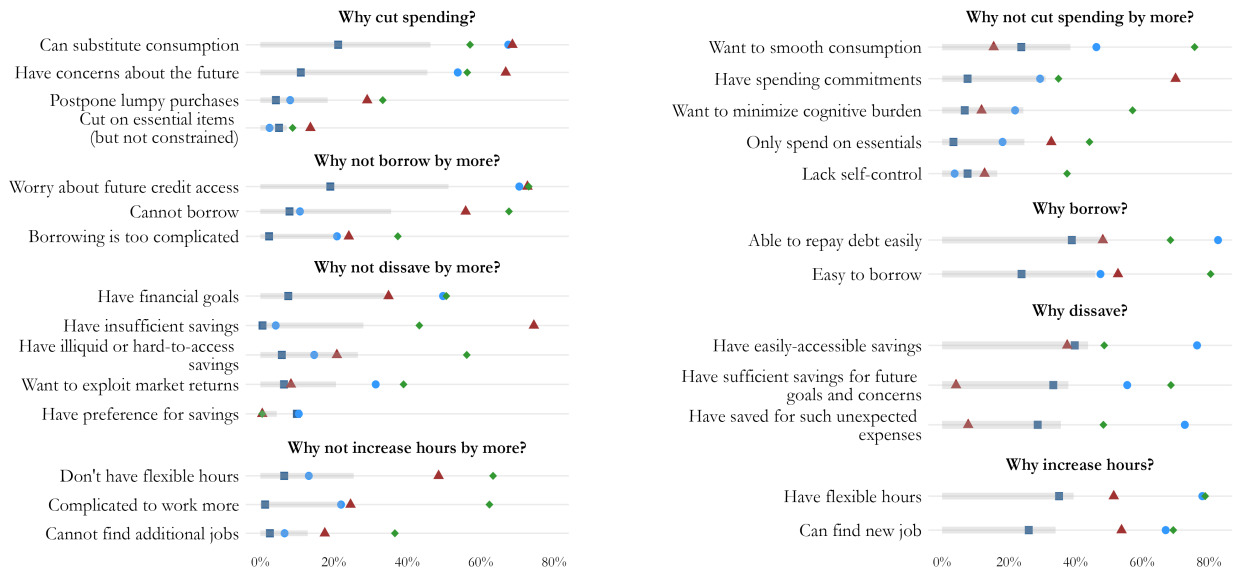 Why cut spending?
Can substitute consumption
Have concerns about the future
Postpone lumpy purchases
Cut on essential items
(but not constrained)
Why not borrow by more?
Worry about future credit access
Cannot borrow
Borrowing is too complicated
Why not dissave by more?
Have financial goals
Have insufficient savings
Have illiquid or hard-to-access
savings
Want to exploit market returns
Have preference for savings
Why not increase hours by more?
Don't have flexible hours
Complicated to work more
Cannot find additional jobs
0% 20% 40% 60% 80%
Why not cut spending by more?
Want to smooth consumption
Have spending commitments
Want to minimize cognitive burden
Only spend on essentials
Lack self-control
Why borrow?
Able to repay debt easily
Easy to borrow
Why dissave?
Have easily-accessible savings
Have sufficient savings for future
goals and concerns
Have saved for such unexpected
expenses
Why increase hours?
Have flexible hours
Can find new job
0% 20% 40% 60% 80%